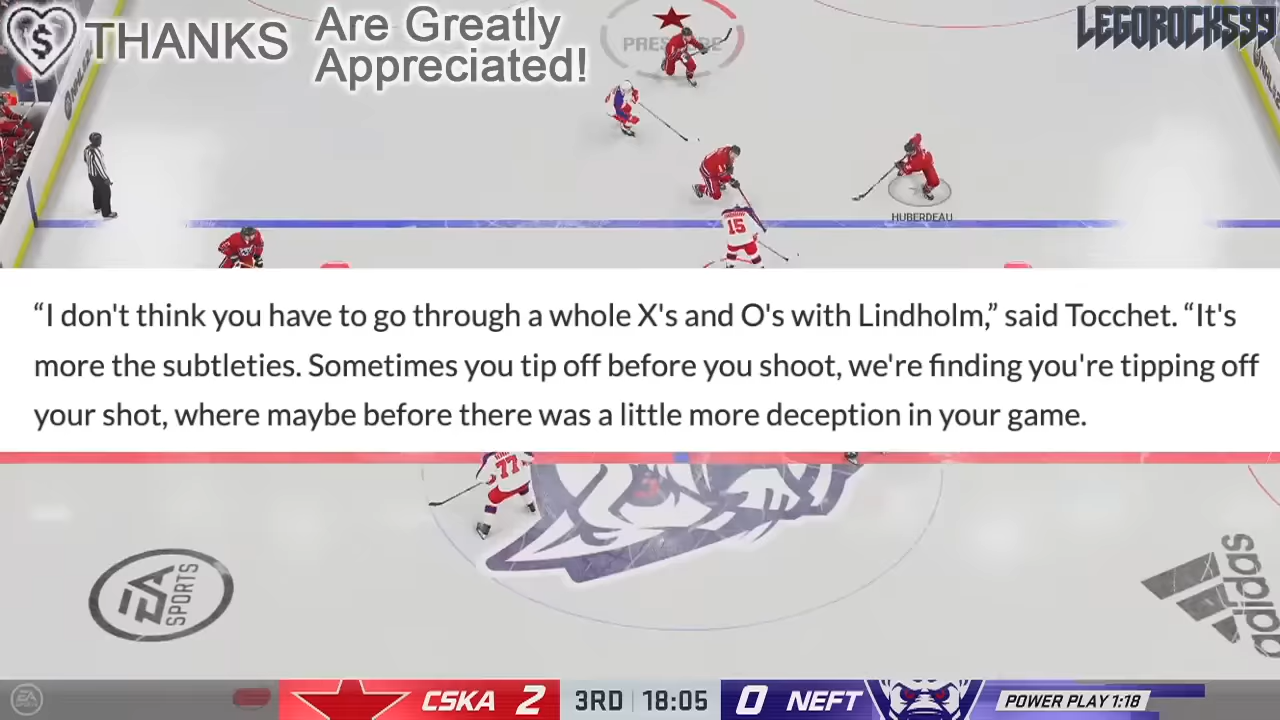 THANKS
Are Greatly
Appreciated!
LEGOROCKS99
HUBERDEAU
15
“I don't think you have to go through a whole X's and O's with Lindholm,” said Tocchet. “It's
more the subtleties. Sometimes you tip off before you shoot, we're finding you're tipping off
your shot, where maybe before there was a little more deception in your game.
77
EA
SPORTS
adidas
EA
CSKA 2 3RD 18:05 0 NEFT POWER PLAY 1:18